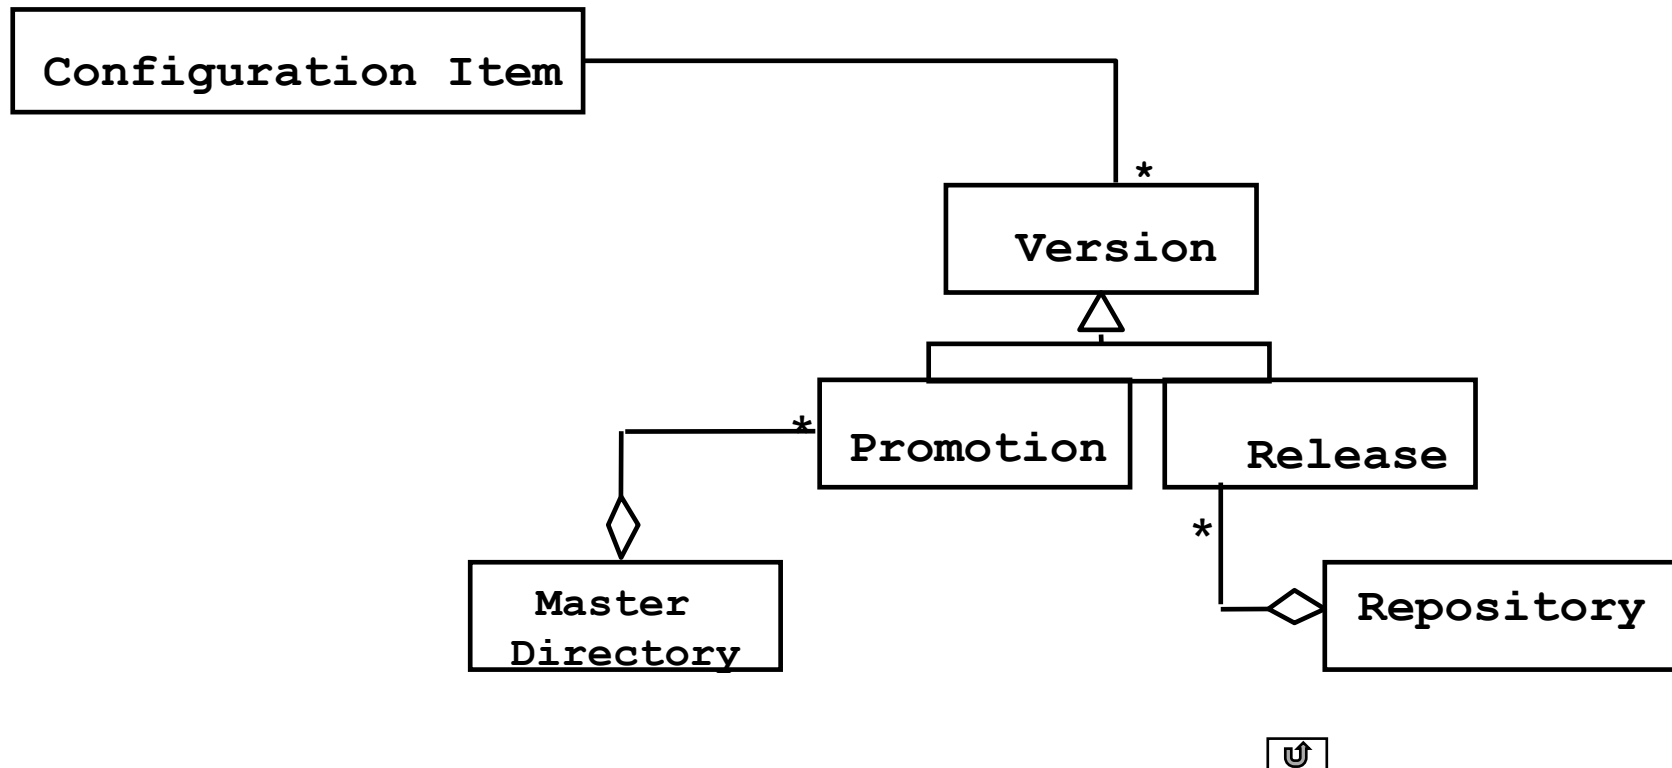 Configuration Item
*
Version
*
Promotion
Release
*
Master
Directory
Repository